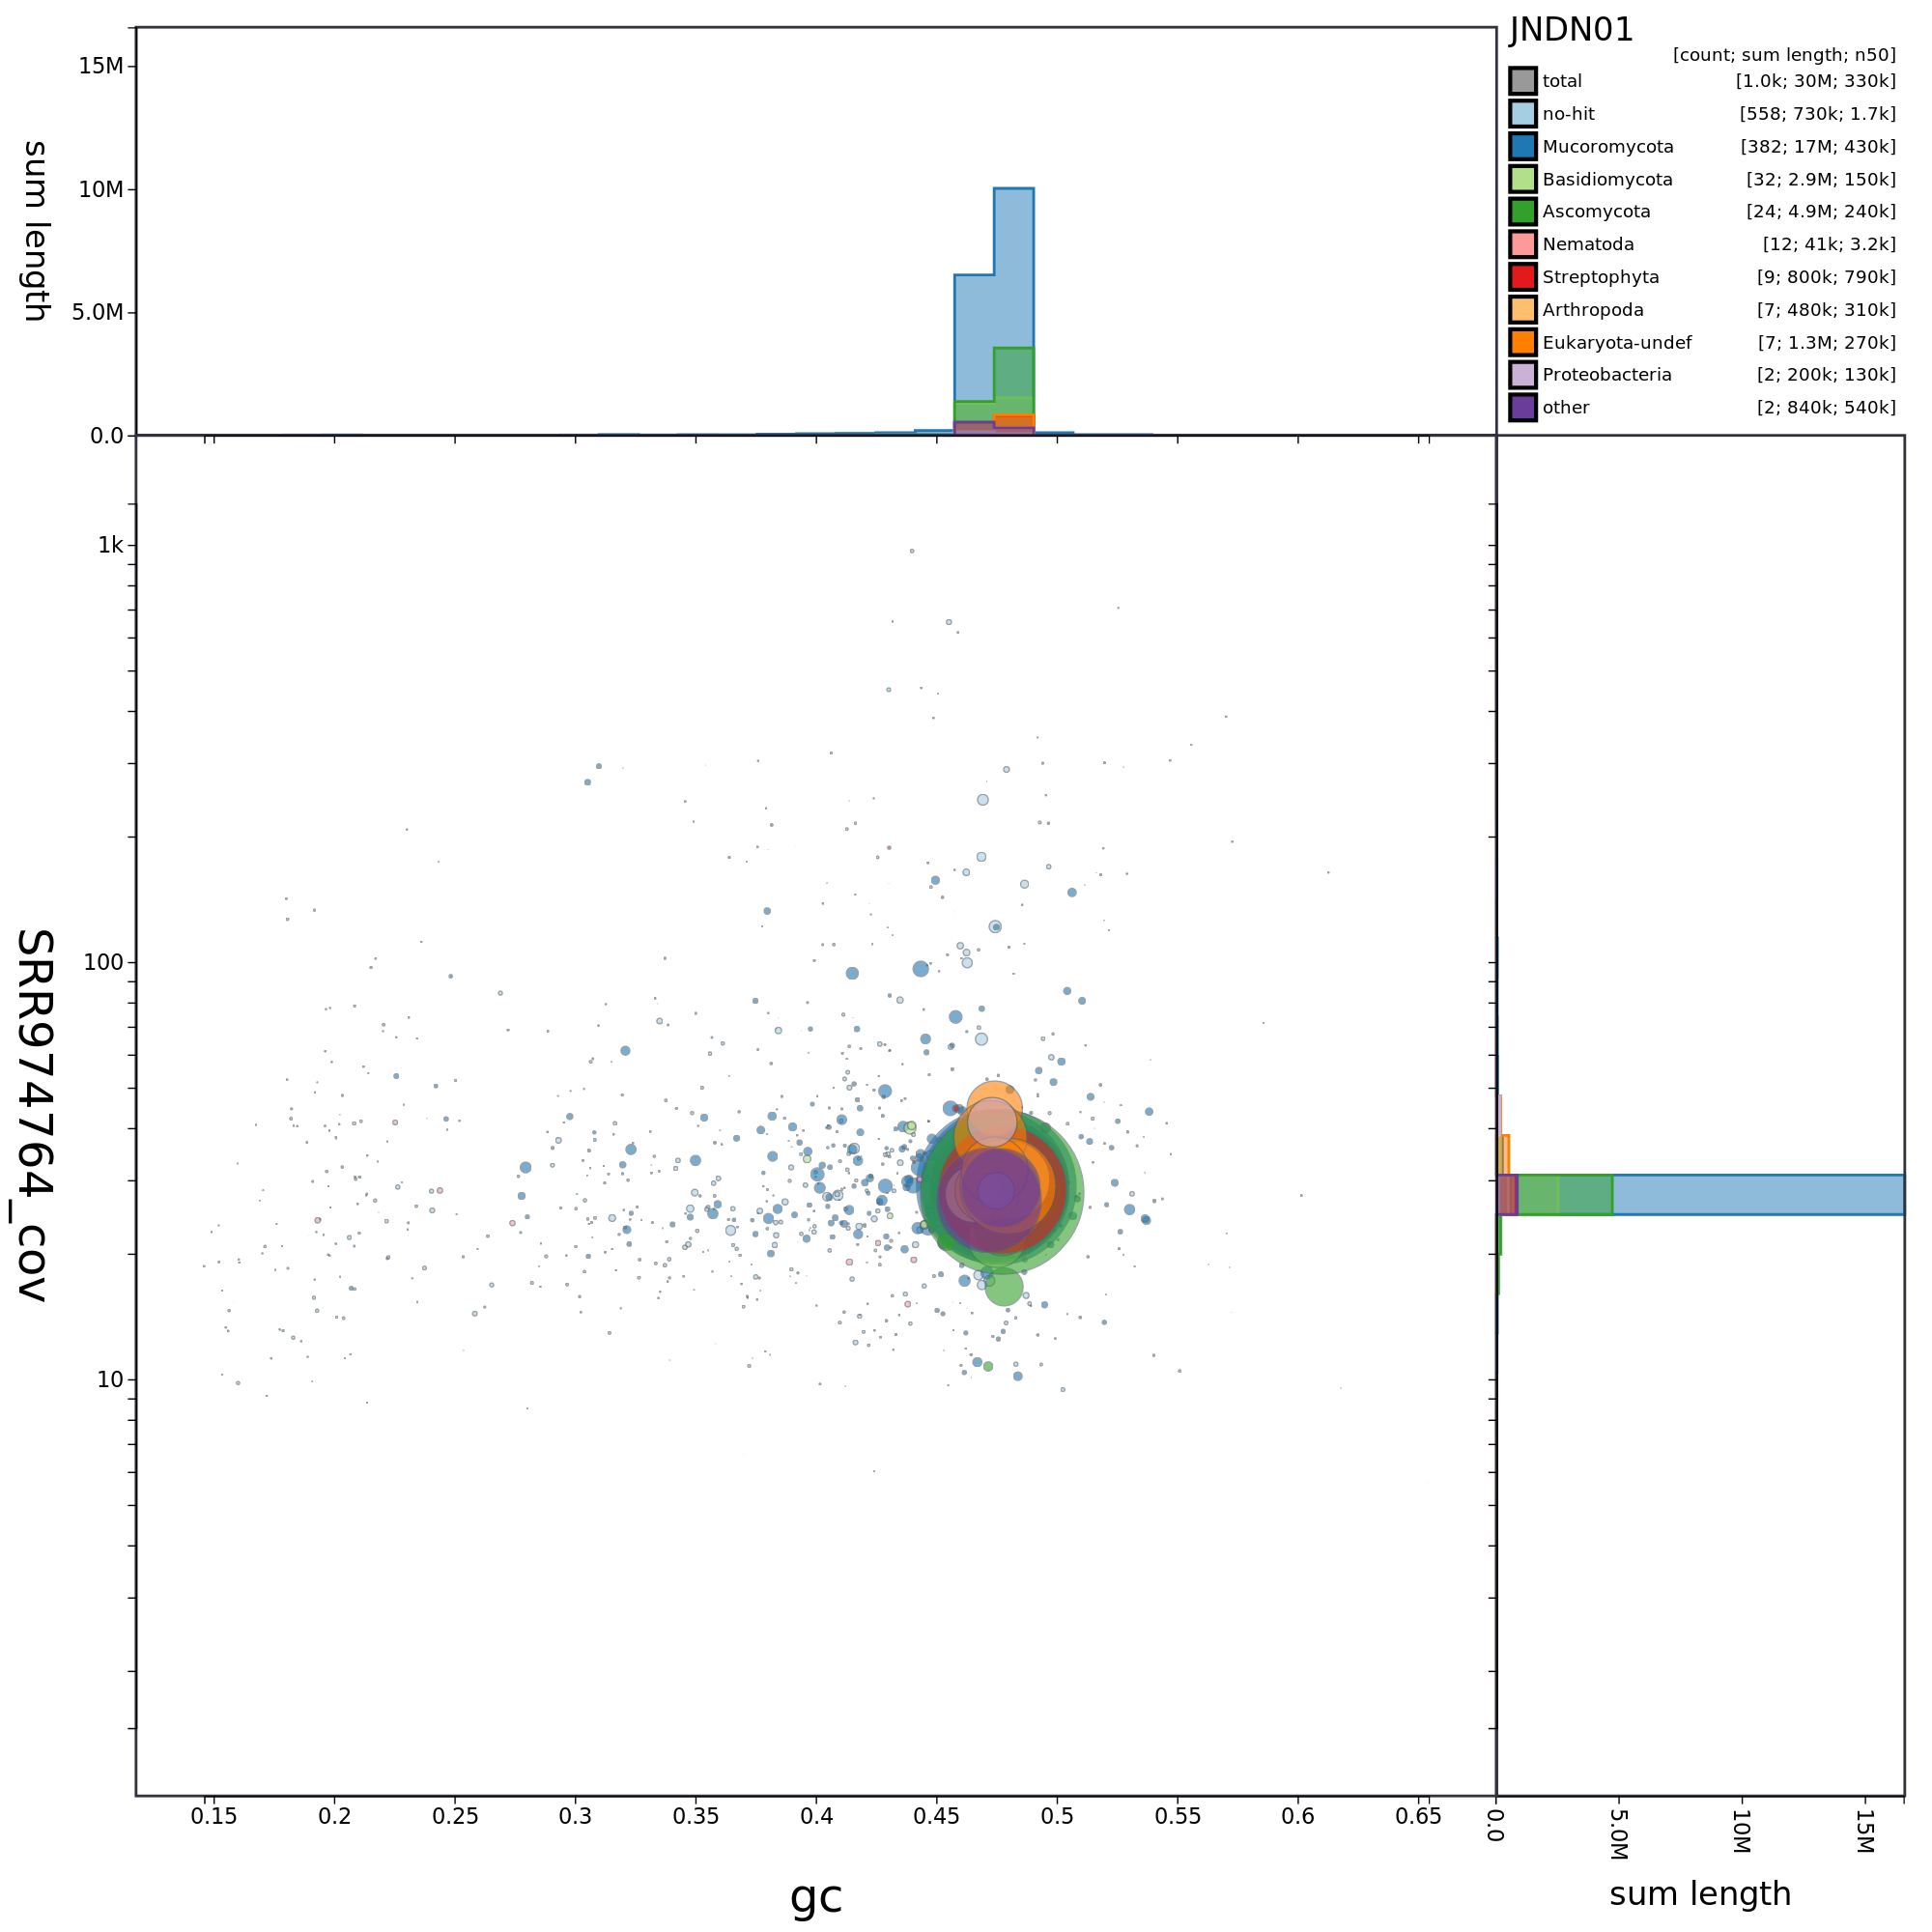 JNDN01
[count; sum length; n50]
total [1.0k; 30M; 330k]
no-hit [558; 730k; 1.7k]
Mucoromycota [382; 17M; 430k]
Basidiomycota [32; 2.9M; 150k]
Ascomycota [24; 4.9M; 240k]
Nematoda [12; 41k; 3.2k]
Streptophyta [9; 800k; 790k]
Arthropoda [7; 480k; 310k]
Eukaryota-undef [7; 1.3M; 270k]
Proteobacteria [2; 200k; 130k]
other [2; 840k; 540k]
sum length
15M
10M
5.0M
0.0
SRR974764_cov
1k
100
10
0.15 0.2 0.25 0.3 0.35 0.4 0.45 0.5 0.55 0.6 0.65
gc
0.0 5.0M 10M 15M
sum length